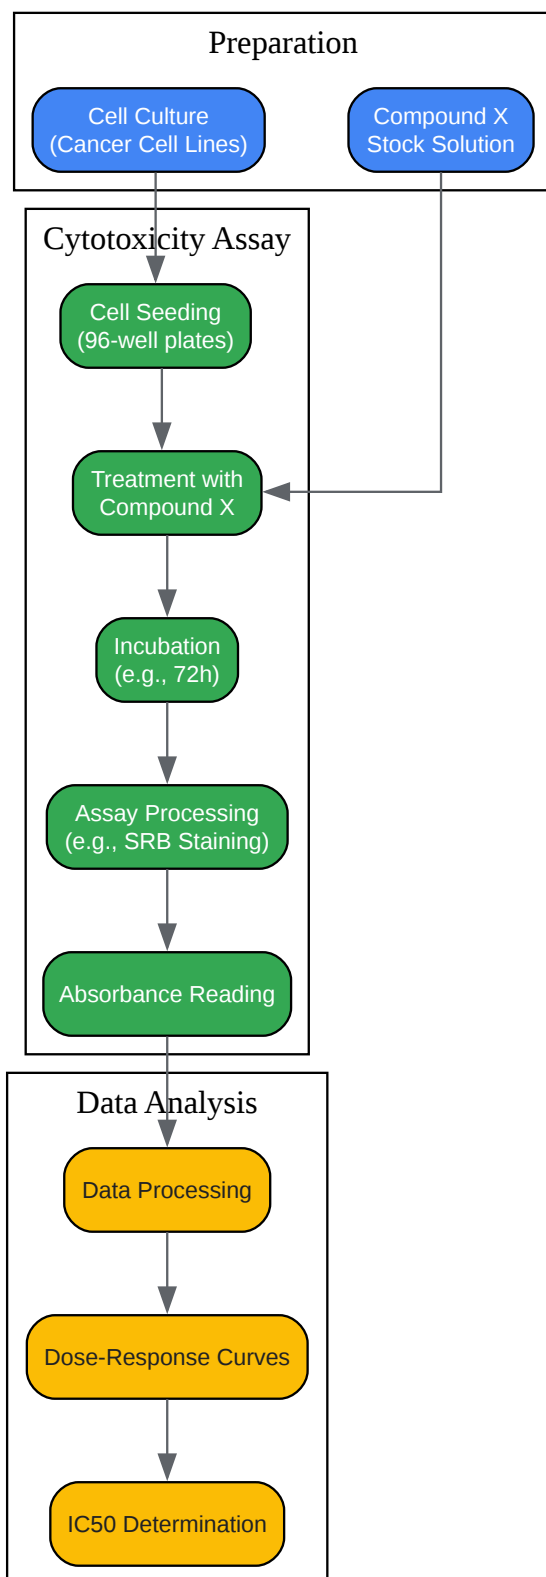 Preparation
Cell Culture
(Cancer Cell Lines)
Compound X
Stock Solution
Cytotoxicity Assay
Cell Seeding
(96-well plates)
Treatment with
Compound X
Incubation
(e.g., 72h)
Assay Processing
(e.g., SRB Staining)
Absorbance Reading
Data Analysis
Data Processing
Dose-Response Curves
IC50 Determination